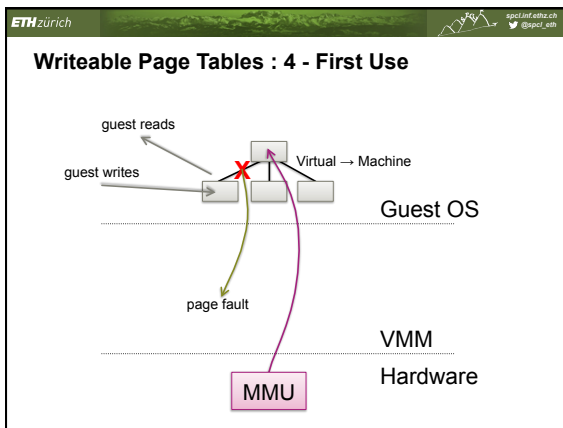 ETH zürich
spcl.inf.ethz.ch
@spcl_eth
Writeable Page Tables : 4 - First Use
guest reads
X
Virtual → Machine
guest writes
Guest OS
page fault
VMM
Hardware
MMU